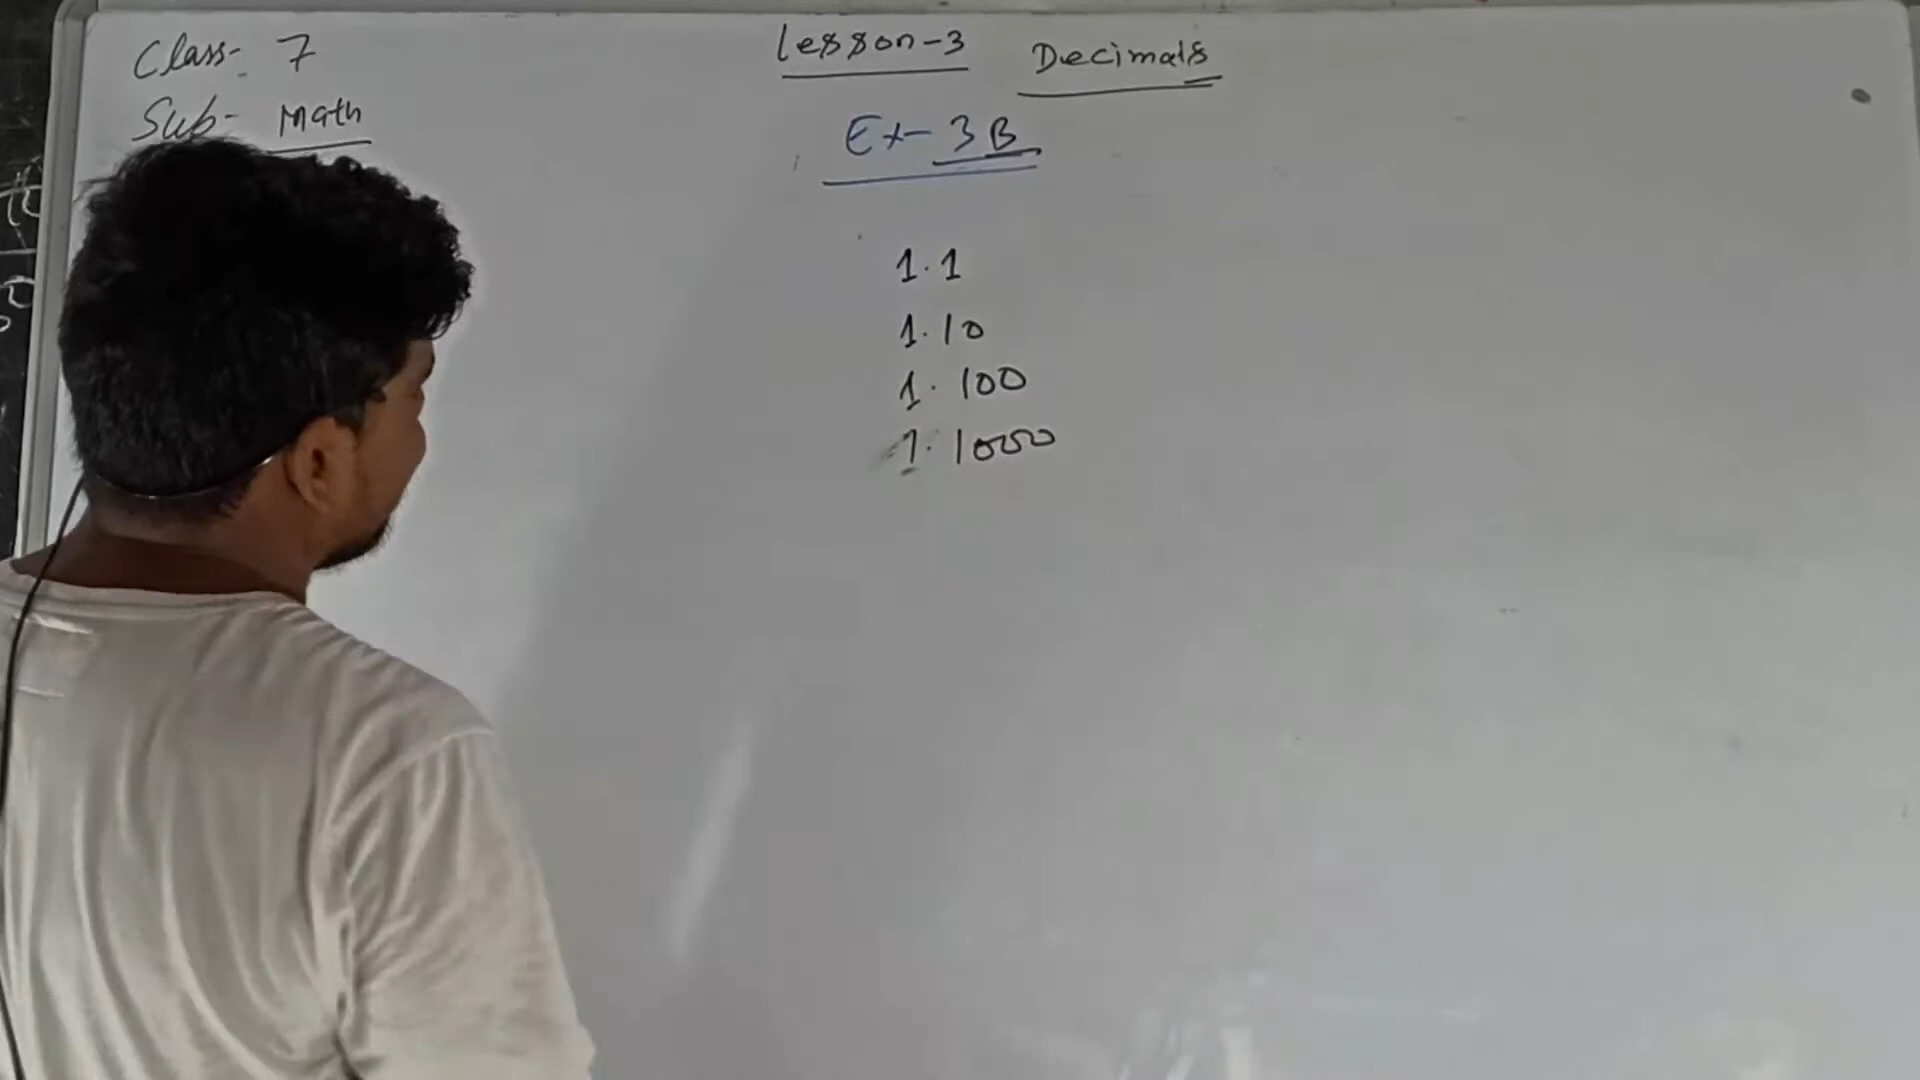 Class- 7
Sub- Math
Lesson-3 Decimals
Ex- 3B
1.1
1.10
1.100
1.1000